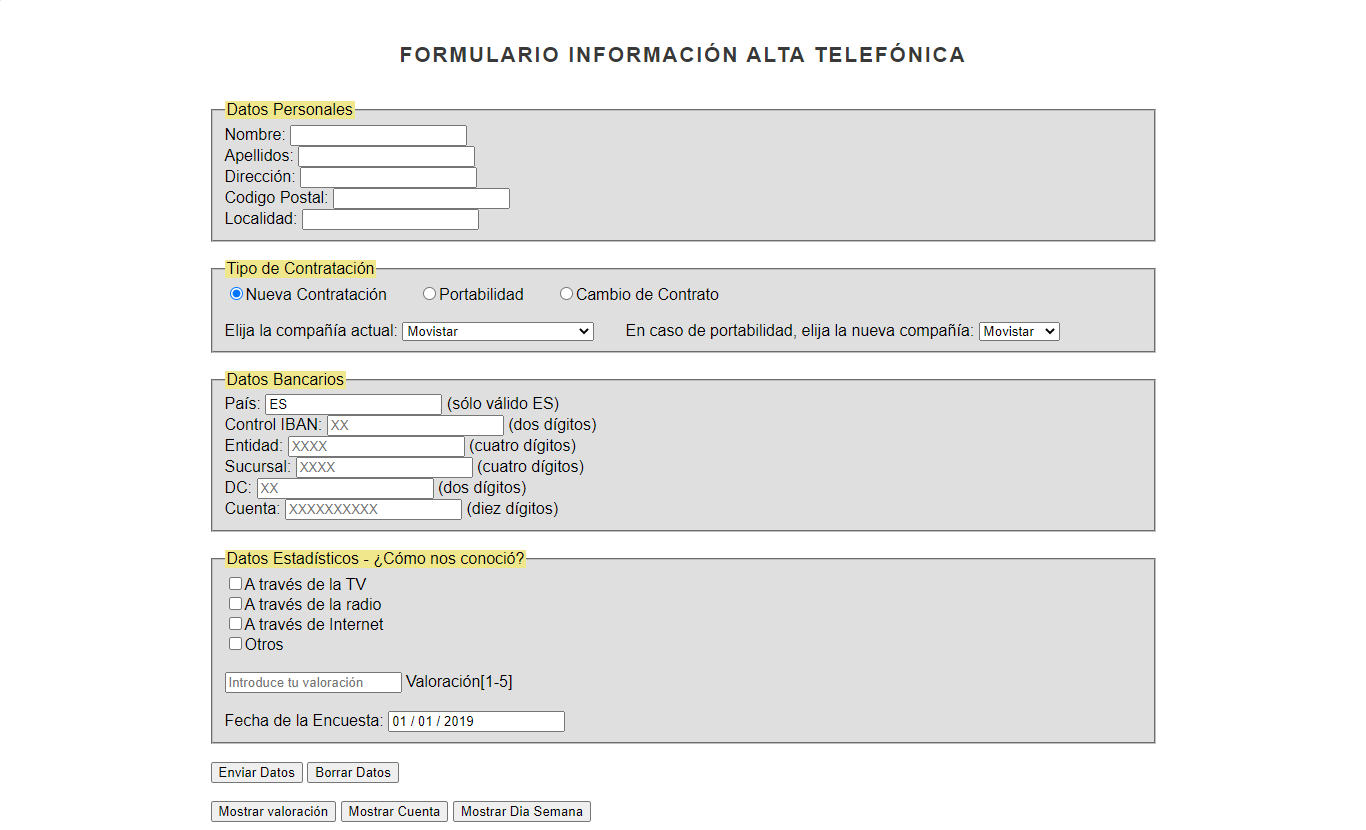 FORMULARIO INFORMACIÓN ALTA TELEFÓNICA
Datos Personales
Nombre:
Apellidos:
Dirección:
Codigo Postal:
Localidad:
Tipo de Contratación
Nueva Contratación Portabilidad Cambio de Contrato
Elija la compañía actual: Movistar En caso de portabilidad, elija la nueva compañía: Movistar
Datos Bancarios
País: ES (sólo válido ES)
Control IBAN: XX (dos dígitos)
Entidad: XXXX (cuatro dígitos)
Sucursal: XXXX (cuatro dígitos)
DC: XX (dos dígitos)
Cuenta: XXXXXXXXXX (diez dígitos)
Datos Estadísticos - ¿Cómo nos conoció?
A través de la TV
A través de la radio
A través de Internet
Otros
Introduce tu valoración Valoración[1-5]
Fecha de la Encuesta: 01 / 01 / 2019
Enviar Datos Borrar Datos
Mostrar valoración Mostrar Cuenta Mostrar Dia Semana